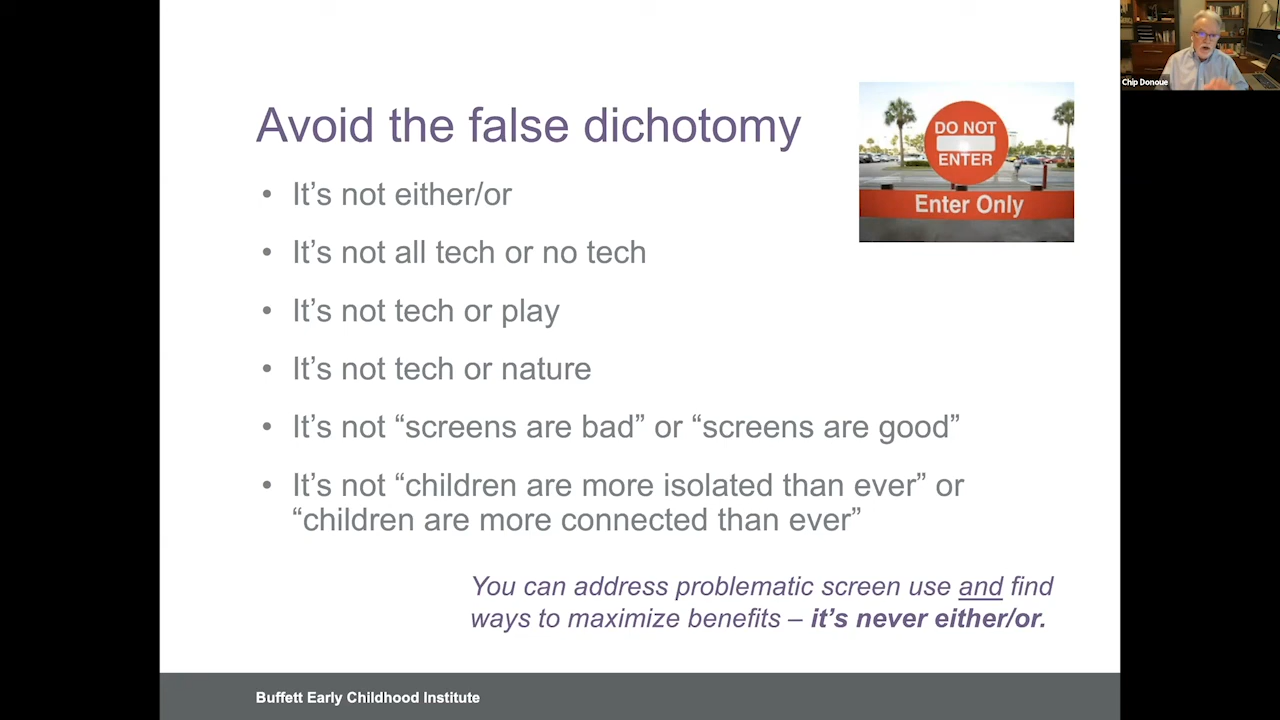 Chip Donoue
Avoid the false dichotomy
DO NOT
ENTER
Enter Only
• It's not either/or
• It's not all tech or no tech
• It's not tech or play
• It's not tech or nature
• It's not “screens are bad” or “screens are good”
• It's not “children are more isolated than ever” or
“children are more connected than ever”
You can address problematic screen use and find
ways to maximize benefits – it's never either/or.
Buffett Early Childhood Institute